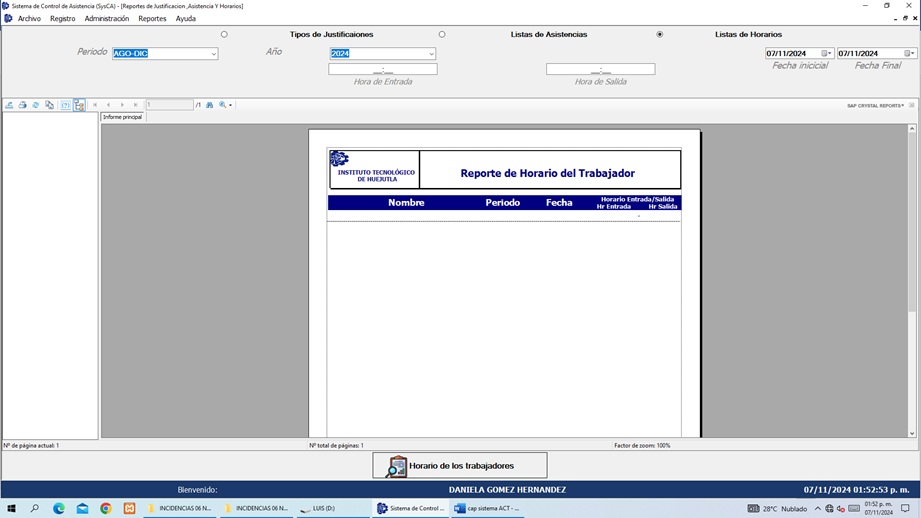 Sistema de Control de Asistencia (SysCA) - [Reportes de Justificacion_Asistencia Y Horarios]
Archivo Registro Administración Reportes Ayuda
Tipos de Justificaiones Listas de Asistencias Listas de Horarios
Periodo AGO-DIC Año 2024 07/11/2024 07/11/2024
Fecha inicicial Fecha Final
__:__ __:__
Hora de Entrada Hora de Salida
1 /1 SAP CRYSTAL REPORTS®
Informe principal
INSTITUTO TECNOLÓGICO
DE HUEJUTLA
Reporte de Horario del Trabajador
Nombre Periodo Fecha Horario Entrada/Salida
Hr Entrada Hr Salida
-
Nº de página actual: 1 Nº total de páginas: 1 Factor de zoom: 100%
Horario de los trabajadores
Bienvenido: DANIELA GOMEZ HERNANDEZ 07/11/2024 01:52:53 p. m.
INCIDENCIAS 06 N... INCIDENCIAS 06 N... LUIS (D:) Sistema de Control ... cap sistema ACT - ... 28°C Nublado 01:52 p. m.
07/11/2024